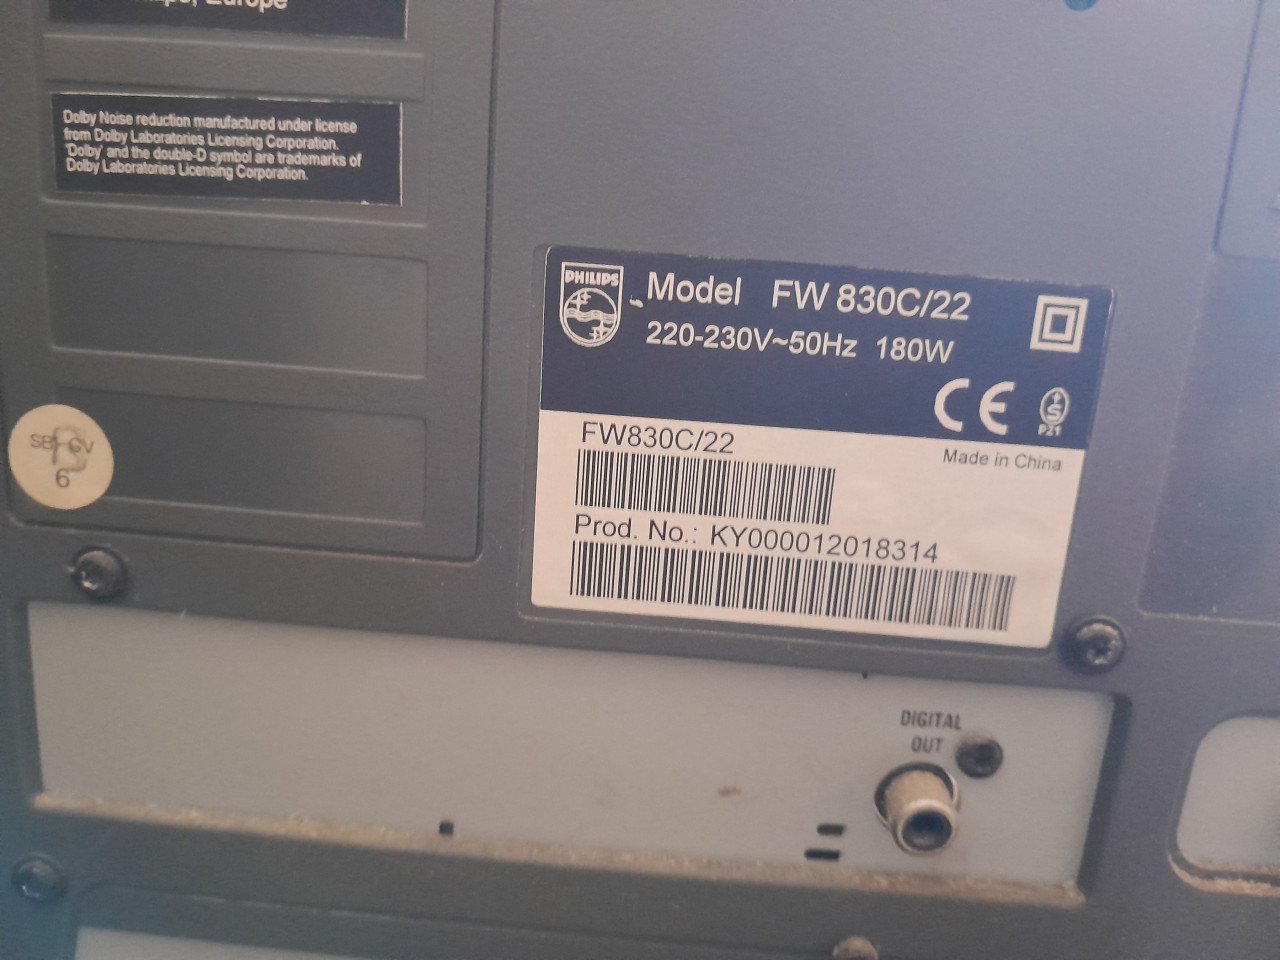 Europe
Dolby Noise reduction manufactured under license
from Dolby Laboratories Licensing Corporation.
'Dolby' and the double-D symbol are trademarks of
Dolby Laboratories Licensing Corporation.
PHILIPS
Model FW 830C/22
220-230V~50Hz 180W
CE
S
PZ1
FW830C/22
Made in China
Prod. No.: KY000012018314
6
DIGITAL
OUT